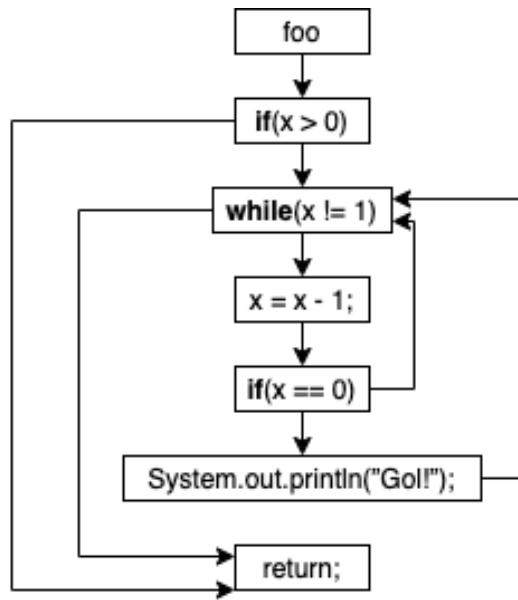 foo
if(x > 0)
while(x != 1)
x = x - 1;
if(x == 0)
System.out.println("Gol!");
return;